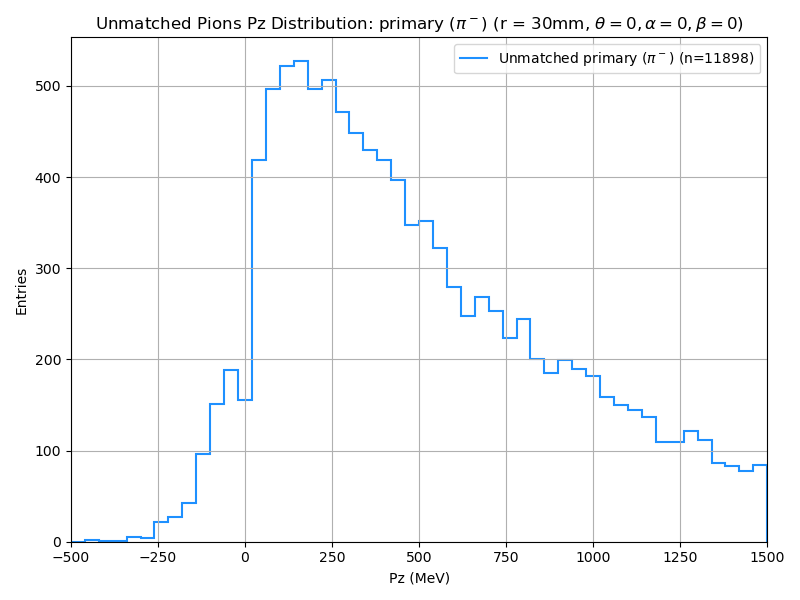 Unmatched Pions Pz Distribution: primary (π⁻) (r = 30mm, θ = 0, α = 0, β = 0)
Unmatched primary (π⁻) (n=11898)
500
400
300
200
100
0
Entries
−500 −250 0 250 500 750 1000 1250 1500
Pz (MeV)